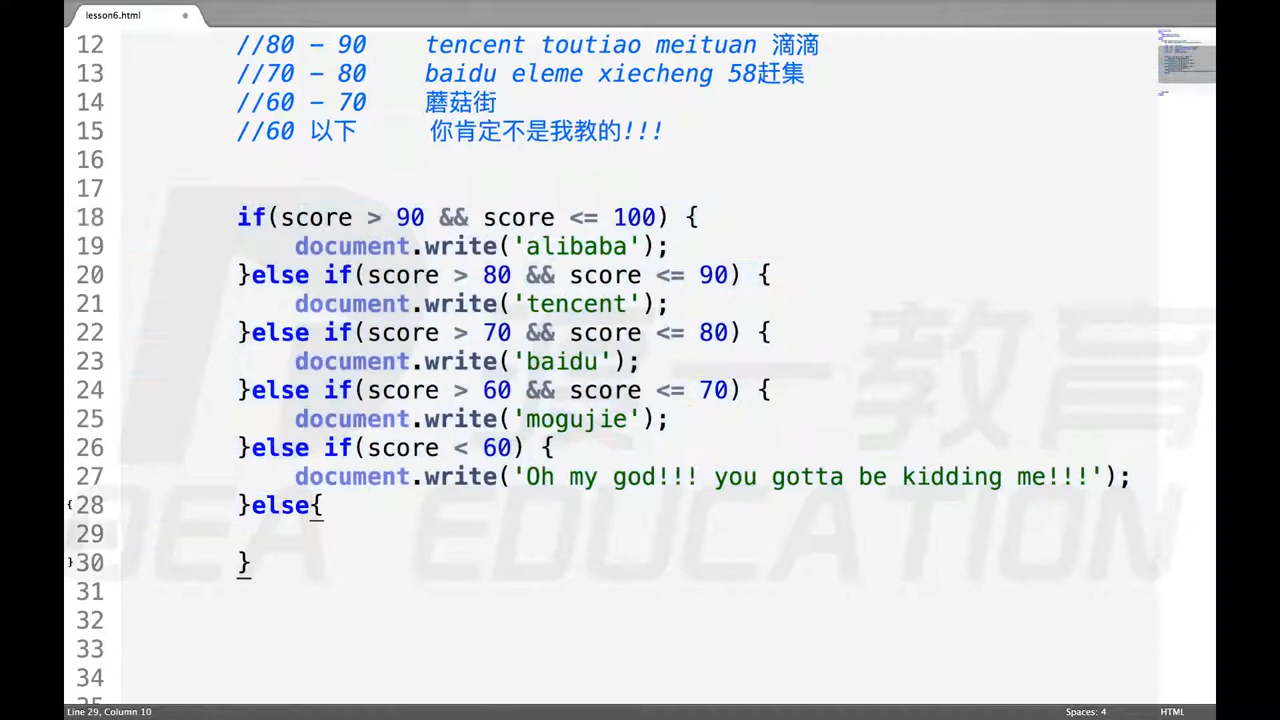 lesson6.html
12 //80 - 90 tencent toutiao meituan 滴滴
13 //70 - 80 baidu eleme xiecheng 58赶集
14 //60 - 70 蘑菇街
15 //60 以下 你肯定不是我教的!!!
16
17
18 if(score > 90 && score <= 100) {
19 document.write('alibaba');
20 }else if(score > 80 && score <= 90) {
21 document.write('tencent');
22 }else if(score > 70 && score <= 80) {
23 document.write('baidu');
24 }else if(score > 60 && score <= 70) {
25 document.write('mogujie');
26 }else if(score < 60) {
27 document.write('Oh my god!!! you gotta be kidding me!!!');
28 }else{
29
30 }
31
32
33
34
一教育
EDUCATION
Line 29, Column 10
Spaces: 4
HTML